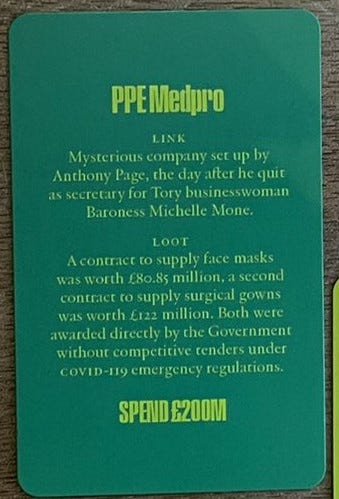 PPE Medpro
LINK
Mysterious company set up by
Anthony Page, the day after he quit
as secretary for Tory businesswoman
Baroness Michelle Mone.
LOOT
A contract to supply face masks
was worth £80.85 million, a second
contract to supply surgical gowns
was worth £122 million. Both were
awarded directly by the Government
without competitive tenders under
COVID-119 emergency regulations.
SPEND £200M